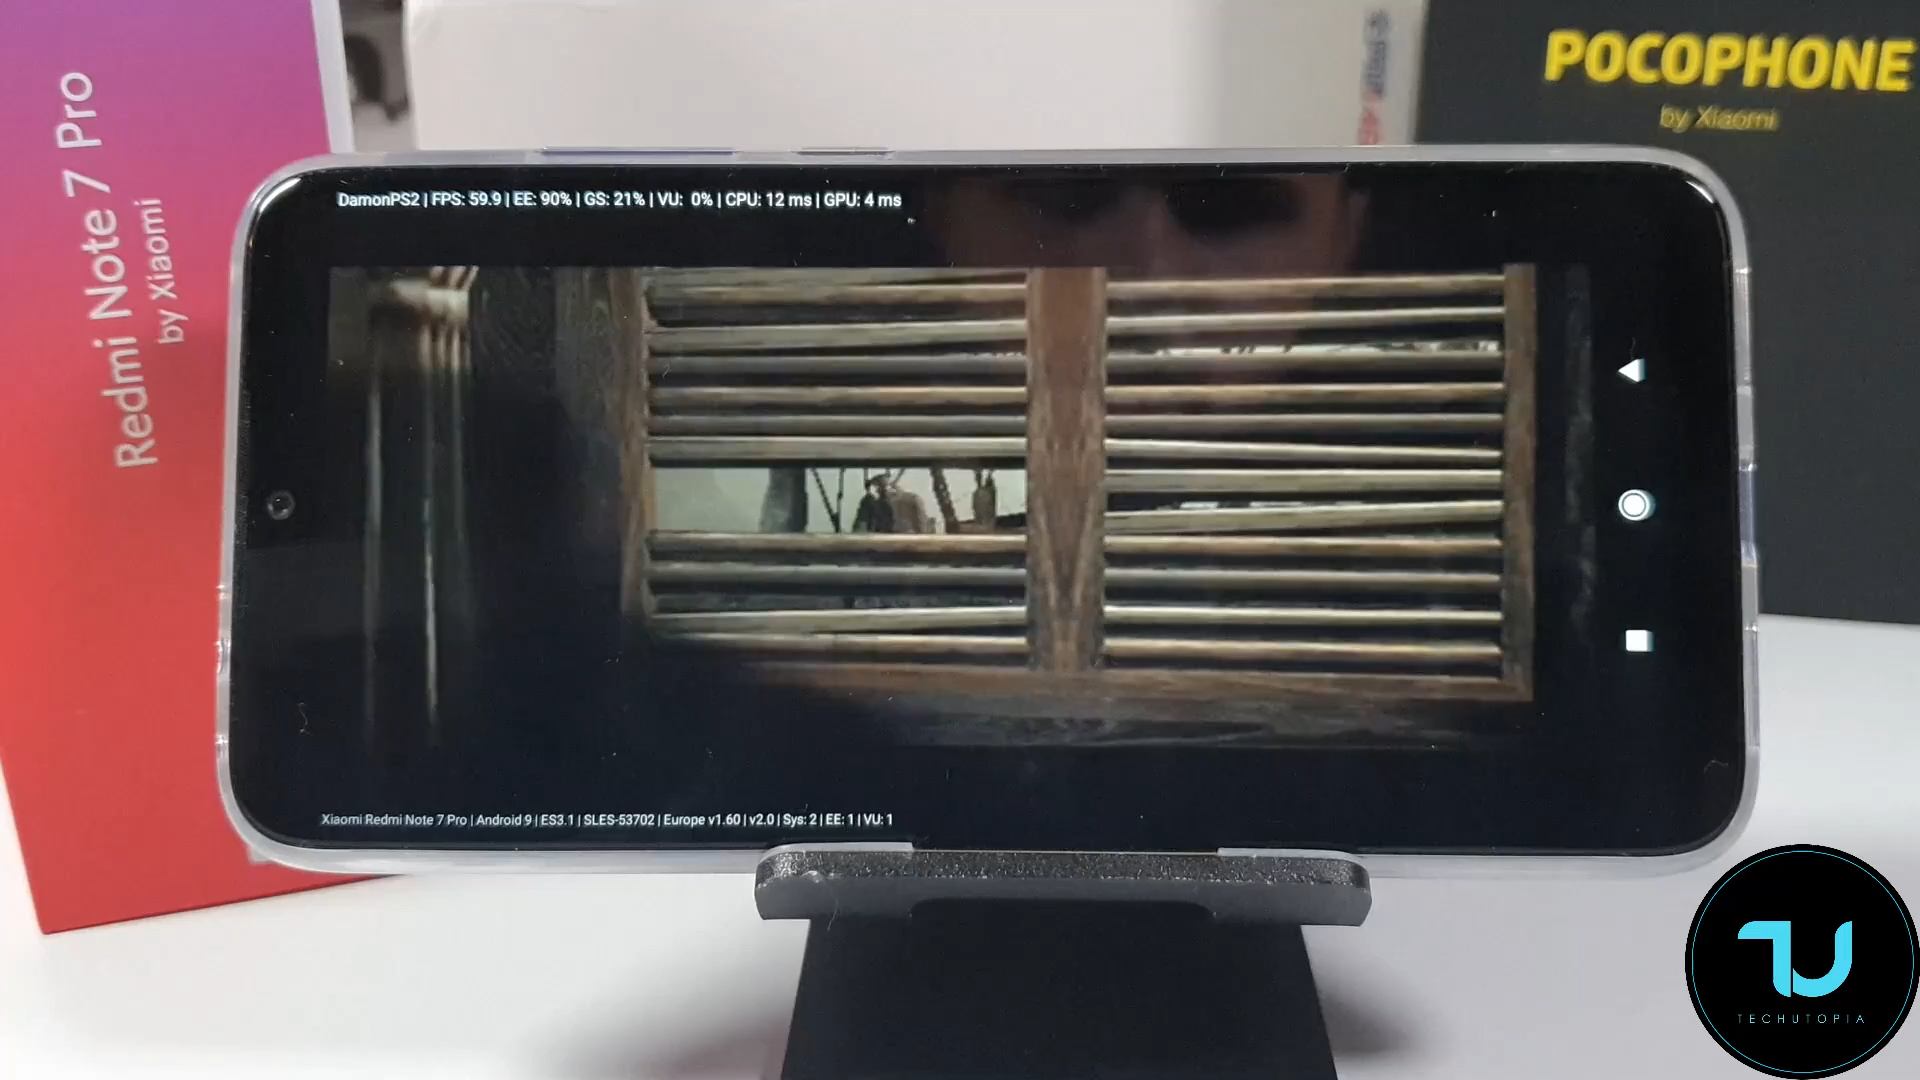 Redmi Note 7 Pro
by Xiaomi
POCOPHONE
by Xiaomi
DamonPS2 | FPS: 59.9 | EE: 90% | GS: 21% | VU: 0% | CPU: 12 ms | GPU: 4 ms
Xiaomi Redmi Note 7 Pro | Android 9 | ES3.1 | SLES-53702 | Europe v1.60 | v2.0 | Sys: 2 | EE: 1 | VU: 1
TECHUTOPIA